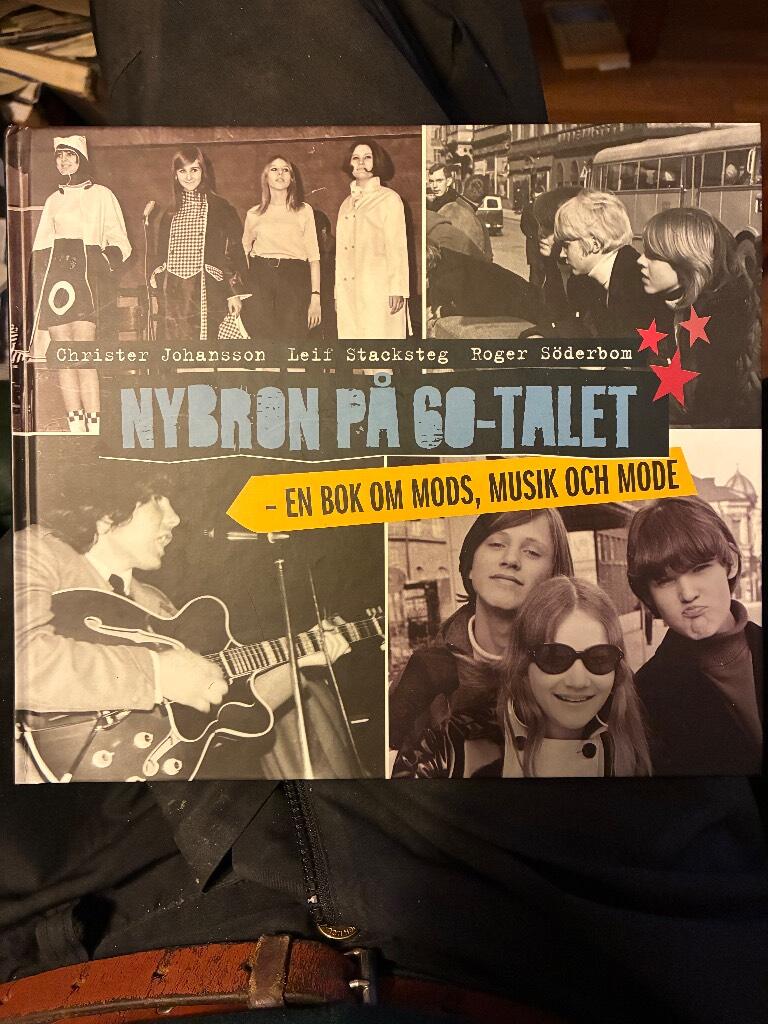 Christer Johansson Leif Stacksteg Roger Söderbom
NYBRON PÅ 60-TALET
– EN BOK OM MODS, MUSIK OCH MODE